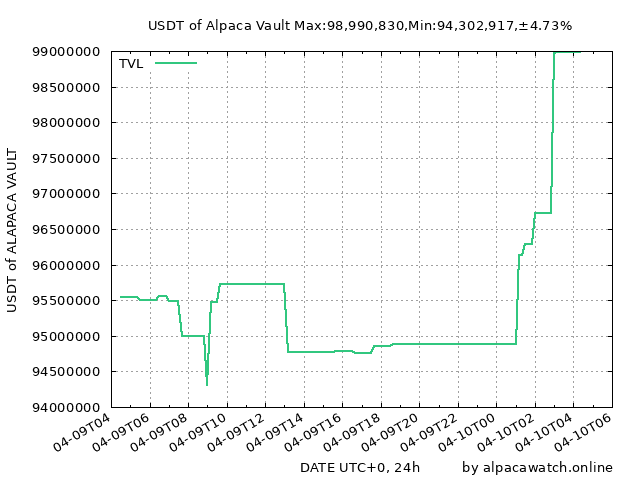 USDT of Alpaca Vault Max:98,990,830,Min:94,302,917,±4.73%
TVL
99000000
98500000
98000000
97500000
97000000
96500000
96000000
95500000
95000000
94500000
94000000
USDT of ALAPACA VAULT
04-09T04
04-09T06
04-09T08
04-09T10
04-09T12
04-09T14
04-09T16
04-09T18
04-09T20
04-09T22
04-10T00
04-10T02
04-10T04
04-10T06
DATE UTC+0, 24h
by alpacawatch.online